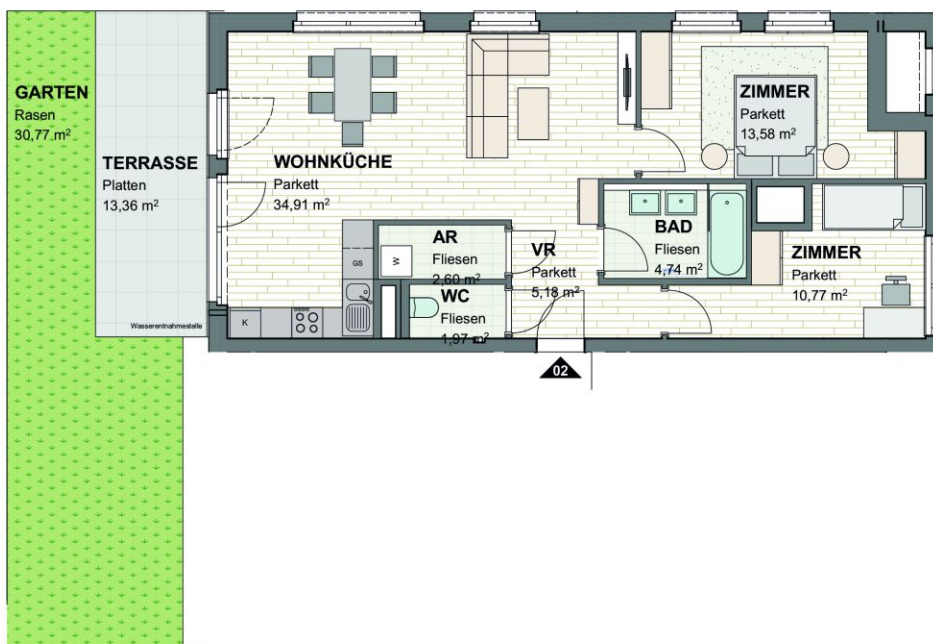 GARTEN
Rasen
30,77 m²
TERRASSE
Platten
13,36 m²
WOHNKÜCHE
Parkett
34,91 m²
ZIMMER
Parkett
13,58 m²
AR
Fliesen
2,60 m²
W
VR
Parkett
5,18 m²
BAD
Fliesen
4,74 m²
ZIMMER
Parkett
10,77 m²
GS
WC
Fliesen
1,97 m²
K
Wasserentnahmestelle
02